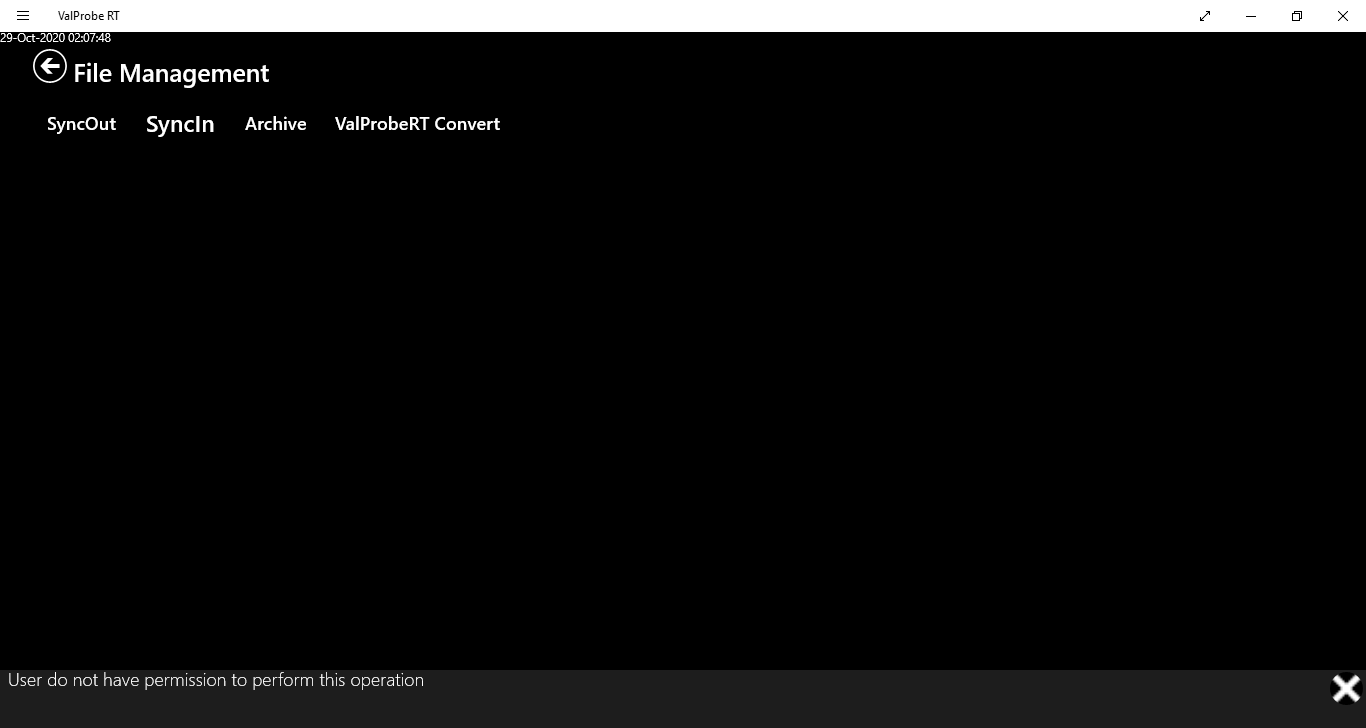 ValProbe RT
29-Oct-2020 02:07:48
File Management
SyncOut SyncIn Archive ValProbeRT Convert
User do not have permission to perform this operation